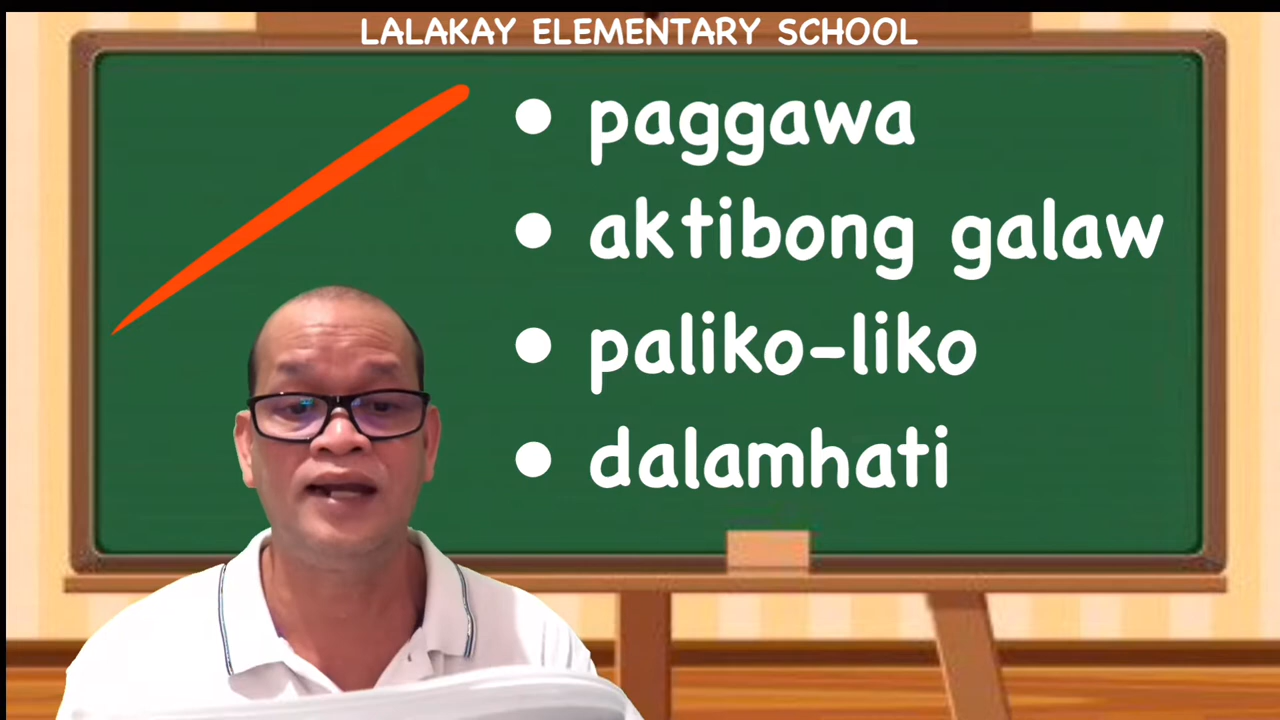 LALAKAY ELEMENTARY SCHOOL
• paggawa
• aktibong galaw
• paliko-liko
• dalamhati